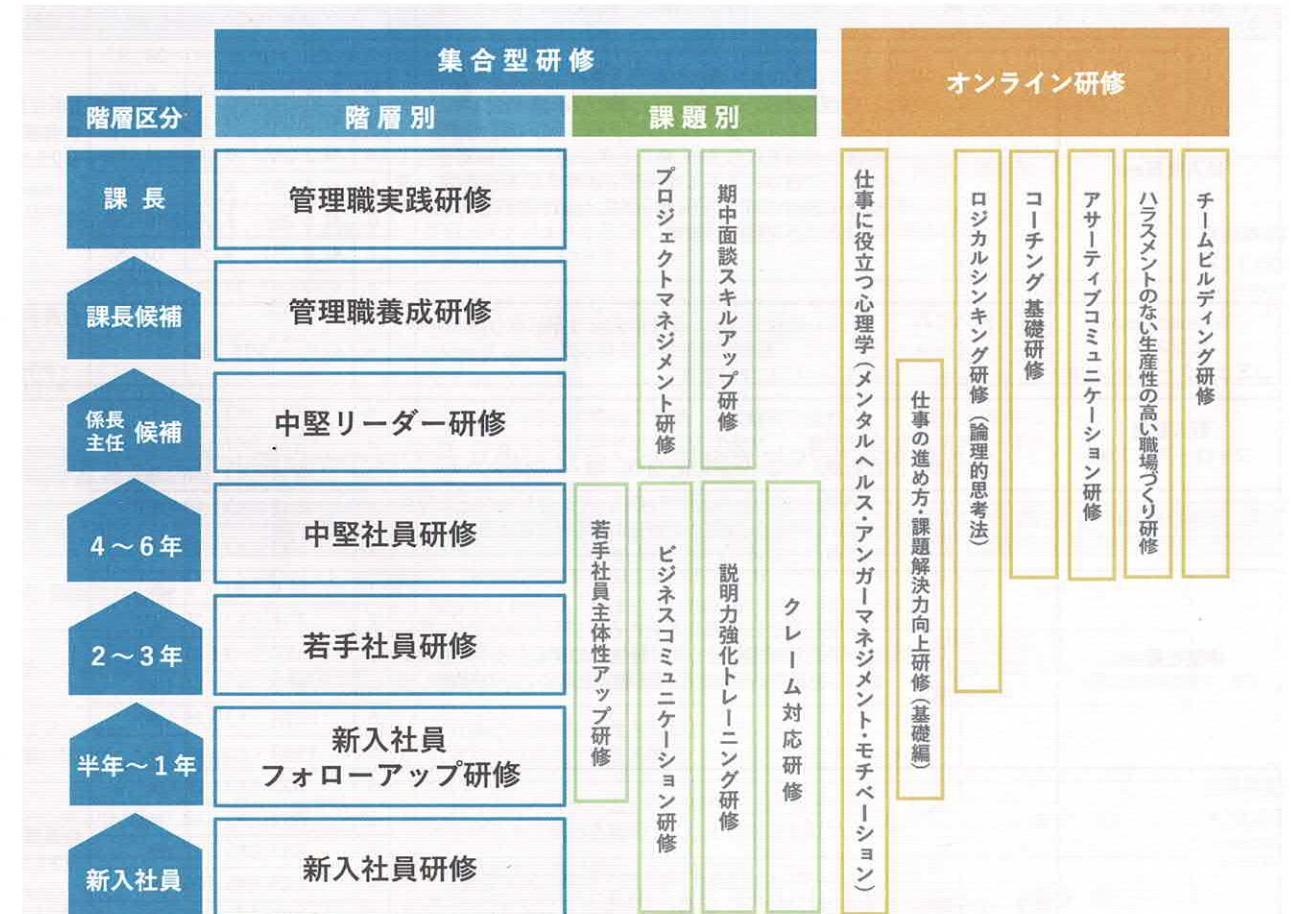 集合型研修
オンライン研修
階層区分
階層別
課題別
課長
管理職実践研修
課長候補
管理職養成研修
係長
主任
候補
中堅リーダー研修
4～6年
中堅社員研修
2～3年
若手社員研修
半年～1年
新入社員
フォローアップ研修
新入社員
新入社員研修
プロジェクトマネジメント研修
期中面談スキルアップ研修
若手社員主体性アップ研修
ビジネスコミュニケーション研修
説明力強化トレーニング研修
クレーム対応研修
仕事に役立つ心理学（メンタルヘルス・アンガーマネジメント・モチベーション）
仕事の進め方・課題解決力向上研修（基礎編）
ロジカルシンキング研修（論理的思考法）
コーチング 基礎研修
アサーティブコミュニケーション研修
ハラスメントのない生産性の高い職場づくり研修
チームビルディング研修